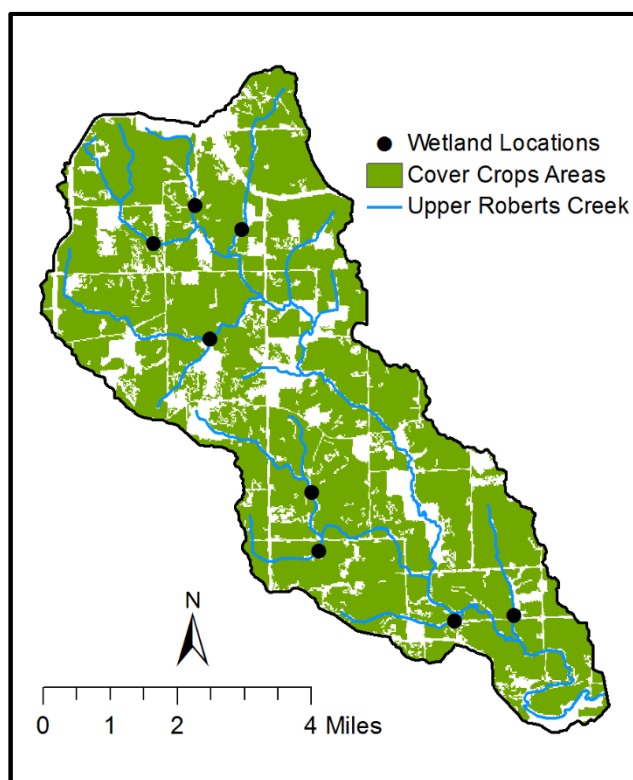 Wetland Locations
Cover Crops Areas
Upper Roberts Creek
N
0 1 2 4 Miles